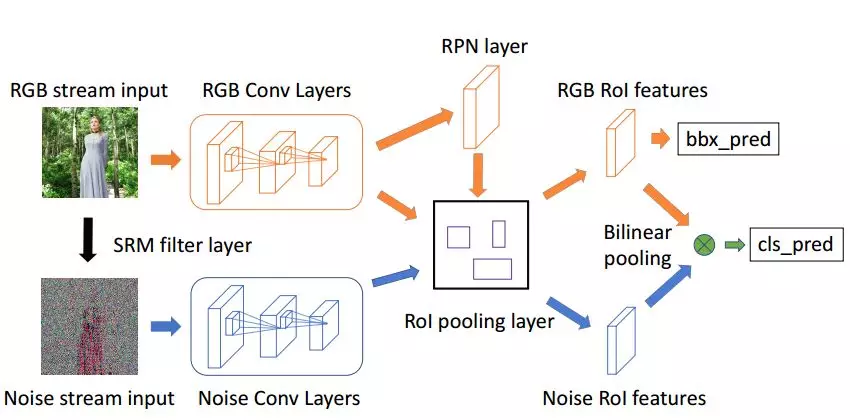 RPN layer
RGB stream input
RGB Conv Layers
RGB RoI features
bbx_pred
SRM filter layer
Bilinear
pooling
cls_pred
RoI pooling layer
Noise stream input
Noise Conv Layers
Noise RoI features